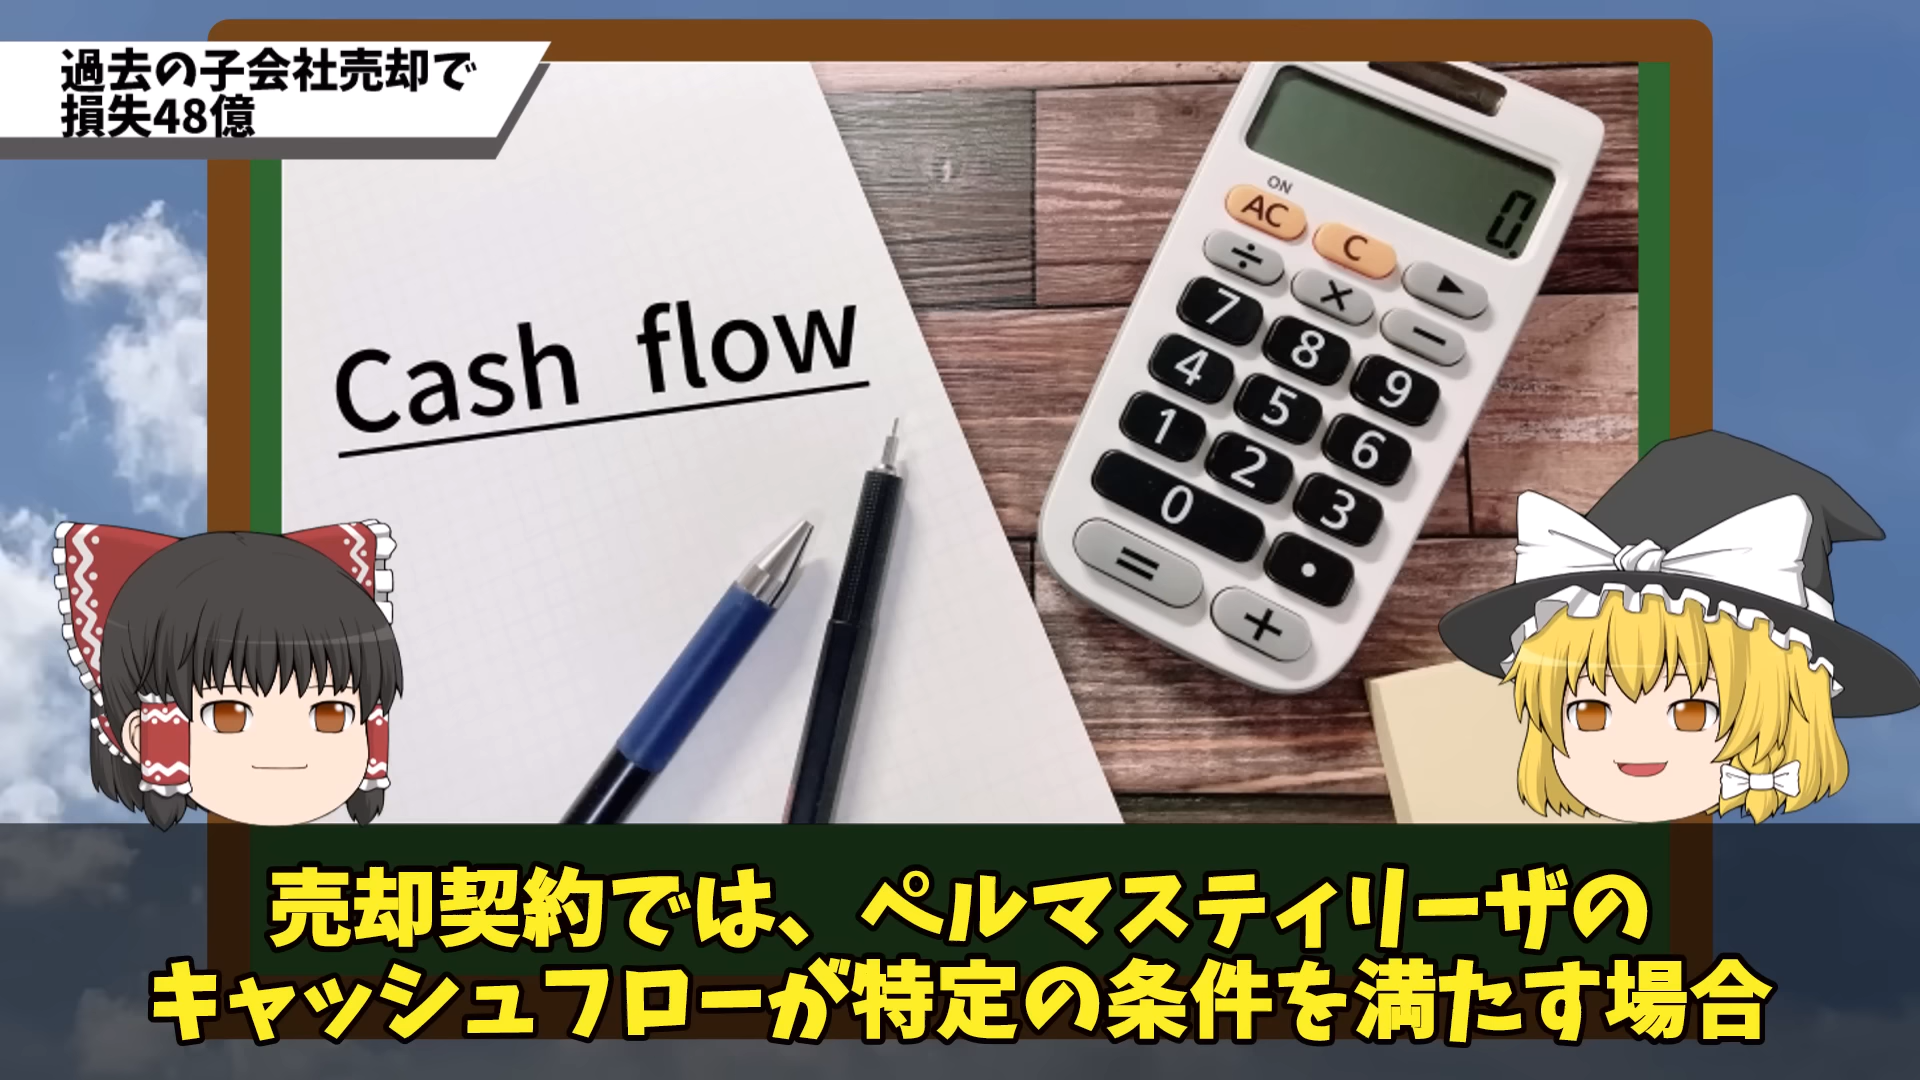 過去の子会社売却で
損失48億
Cash flow
0.
ON
AC
C
÷
×
7
8
9
−
4
5
6
1
2
3
0
=
+
売却契約では、ペルマスティリーザの
キャッシュフローが特定の条件を満たす場合